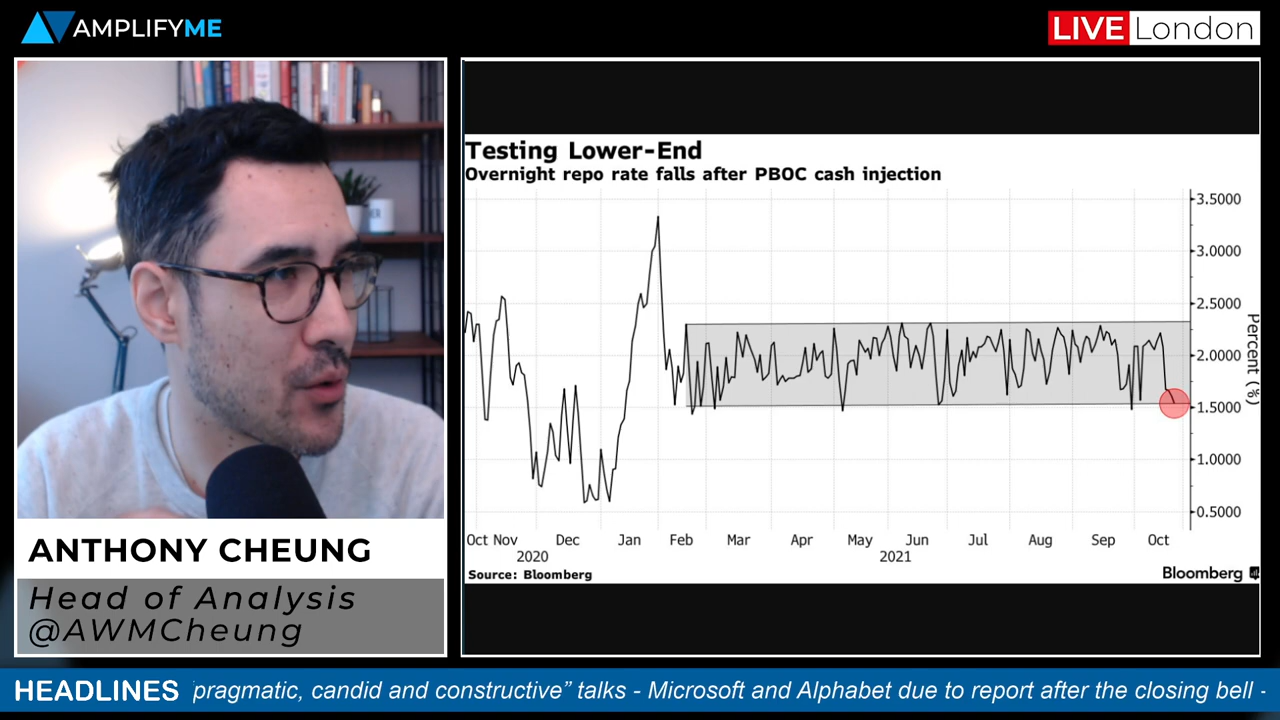 AMPLIFYME
LIVE London
Testing Lower-End
Overnight repo rate falls after PBOC cash injection
3.5000
3.0000
2.5000
2.0000
1.5000
1.0000
0.5000
Percent (%)
Oct Nov Dec Jan Feb Mar Apr May Jun Jul Aug Sep Oct
2020 2021
Source: Bloomberg
Bloomberg
ANTHONY CHEUNG
Head of Analysis
@AWMCheung
HEADLINES pragmatic, candid and constructive” talks - Microsoft and Alphabet due to report after the closing bell -